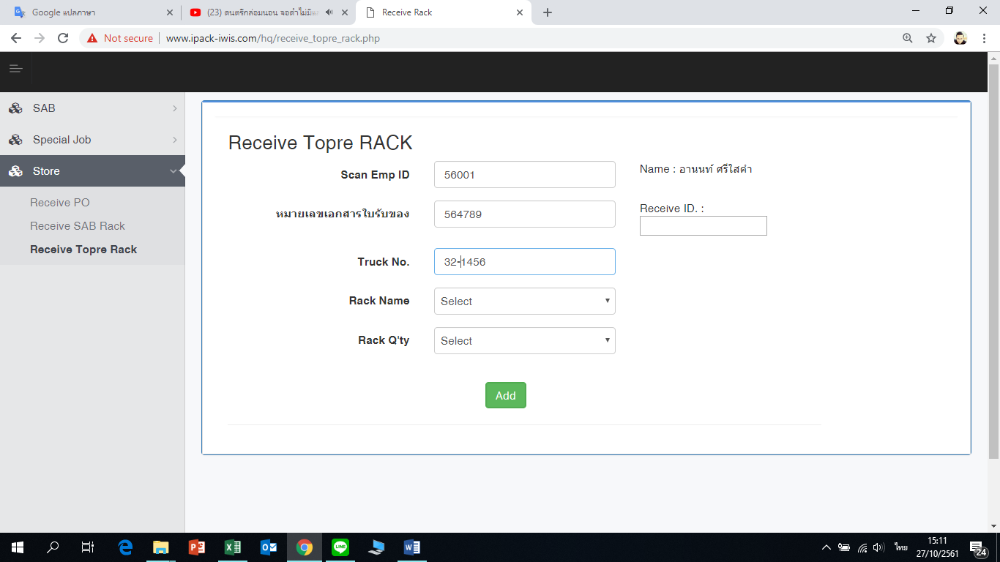 Google แปลภาษา
(23) ดนตรีกล่อมนอน จอดำไม่มีแส
Receive Rack
Not secure
www.ipack-iwis.com/hq/receive_topre_rack.php
SAB
Special Job
Store
Receive PO
Receive SAB Rack
Receive Topre Rack
Receive Topre RACK
Scan Emp ID 56001 Name : อานนท์ ศรีใสคำ
หมายเลขเอกสารใบรับของ 564789 Receive ID. :
Truck No. 32-1456
Rack Name Select
Rack Q'ty Select
Add
ไทย
15:11
27/10/2561
24